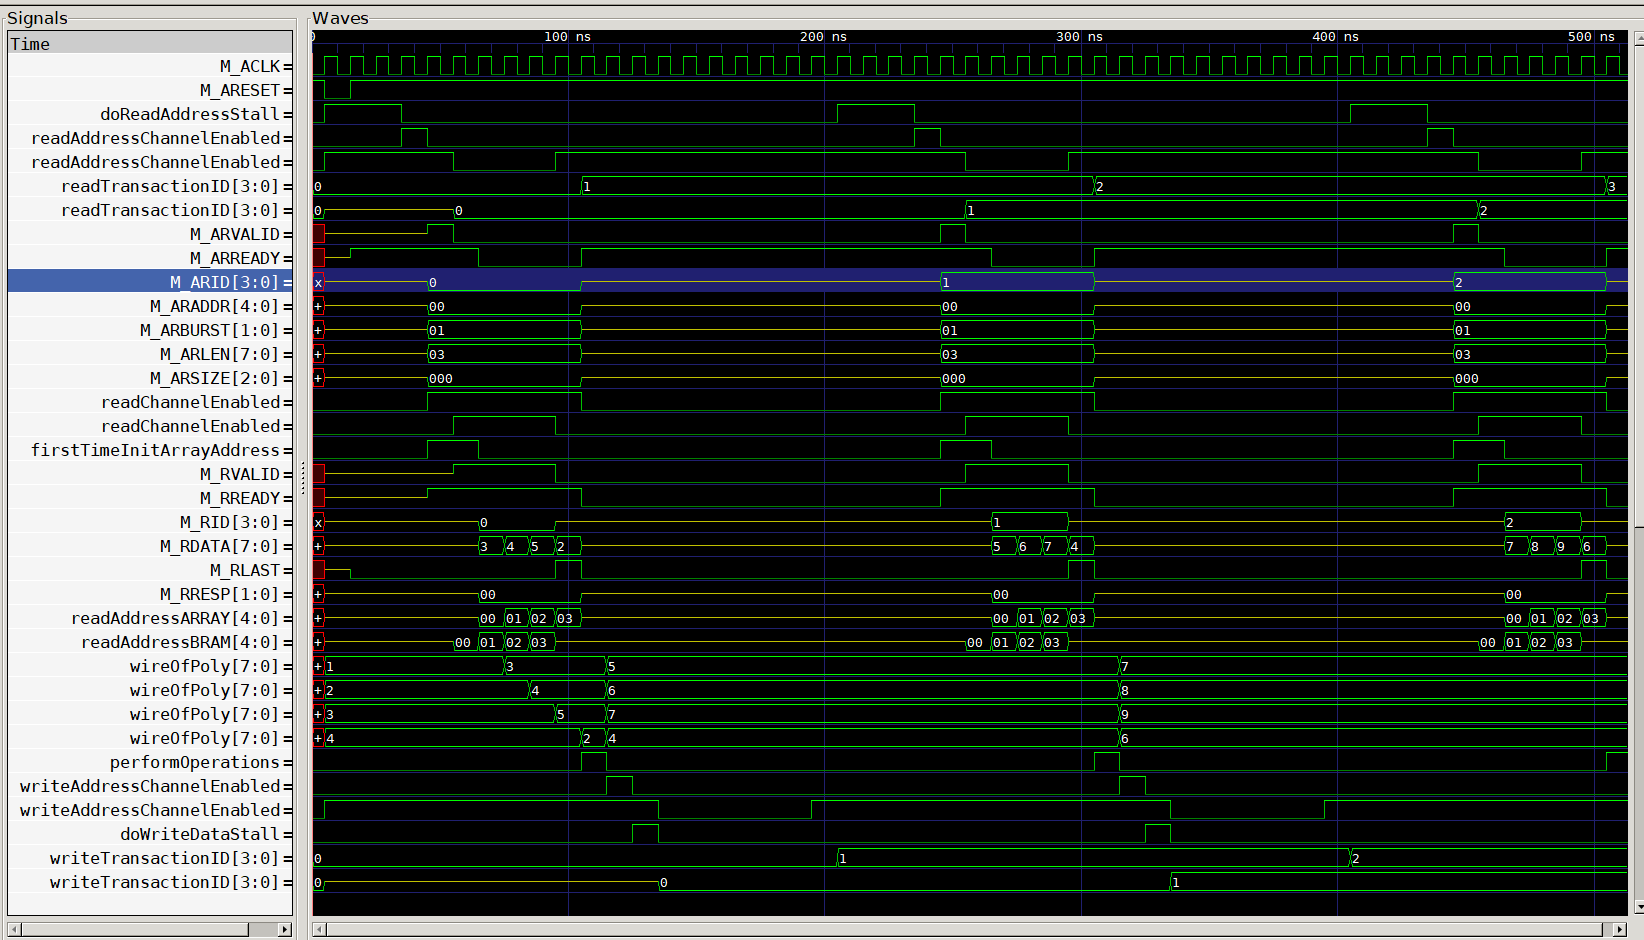 Signals Waves
Time 0 100 ns 200 ns 300 ns 400 ns 500 ns
M_ACLK=
M_ARESET=
doReadAddressStall=
readAddressChannelEnabled=
readAddressChannelEnabled=
readTransactionID[3:0]= 0 1 2 3
readTransactionID[3:0]= 0 0 1 2
M_ARVALID=
M_ARREADY=
M_ARID[3:0]= x 0 1 2
M_ARADDR[4:0]= + 00 00 00
M_ARBURST[1:0]= + 01 01 01
M_ARLEN[7:0]= + 03 03 03
M_ARSIZE[2:0]= + 000 000 000
readChannelEnabled=
readChannelEnabled=
firstTimeInitArrayAddress=
M_RVALID=
M_RREADY=
M_RID[3:0]= x 0 1 2
M_RDATA[7:0]= + 3 4 5 2 5 6 7 4 7 8 9 6
M_RLAST=
M_RRESP[1:0]= + 00 00 00
readAddressARRAY[4:0]= + 00 01 02 03 00 01 02 03 00 01 02 03
readAddressBRAM[4:0]= + 00 01 02 03 00 01 02 03 00 01 02 03
wireOfPoly[7:0]= + 1 3 5 7
wireOfPoly[7:0]= + 2 4 6 8
wireOfPoly[7:0]= + 3 5 7 9
wireOfPoly[7:0]= + 4 2 4 6
performOperations=
writeAddressChannelEnabled=
writeAddressChannelEnabled=
doWriteDataStall=
writeTransactionID[3:0]= 0 1 2
writeTransactionID[3:0]= 0 0 1